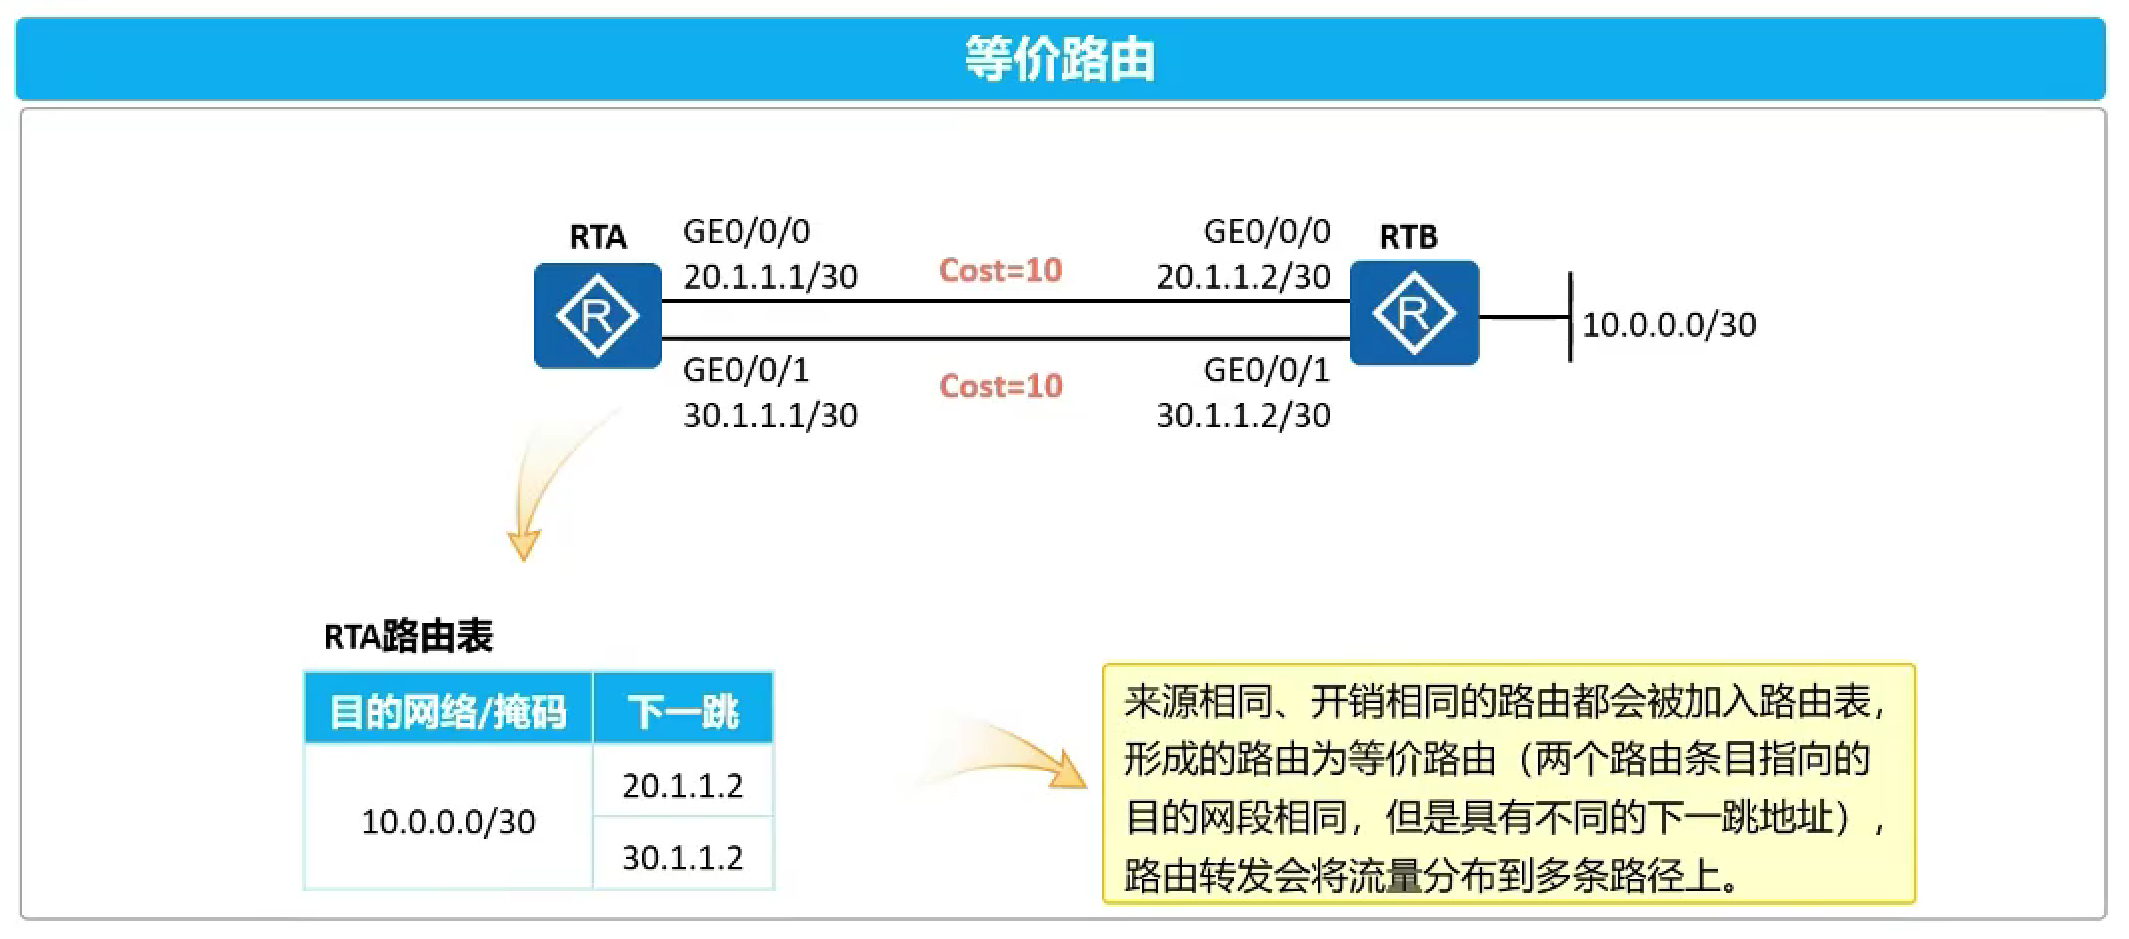 等价路由
RTA
GE0/0/0
20.1.1.1/30
Cost=10
GE0/0/0
20.1.1.2/30
RTB
R
R
10.0.0.0/30
GE0/0/1
30.1.1.1/30
Cost=10
GE0/0/1
30.1.1.2/30
RTA路由表
目的网络/掩码 下一跳
10.0.0.0/30
20.1.1.2
30.1.1.2
来源相同、开销相同的路由都会被加入路由表，
形成的路由为等价路由（两个路由条目指向的
目的网段相同，但是具有不同的下一跳地址），
路由转发会将流量分布到多条路径上。